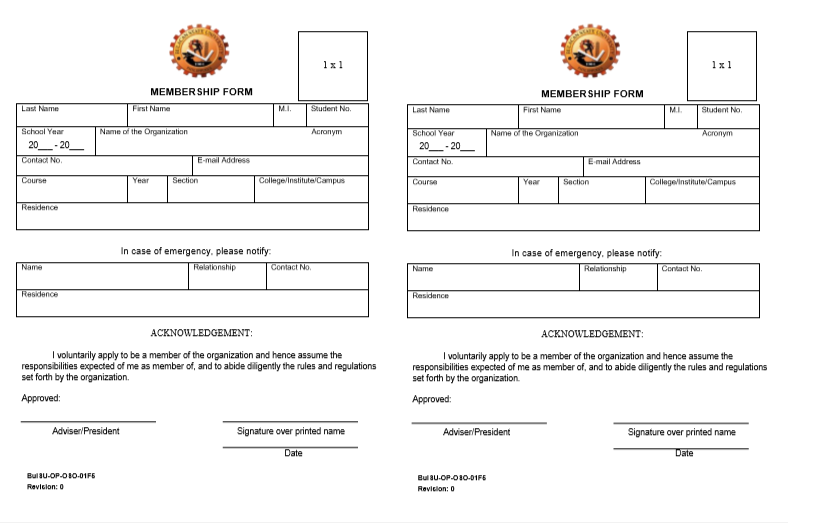 1 x 1
MEMBERSHIP FORM
Last Name First Name M.I. Student No.
School Year Name of the Organization Acronym
20___ - 20___
Contact No. E-mail Address
Course Year Section College/Institute/Campus
Residence
In case of emergency, please notify:
Name Relationship Contact No.
Residence
ACKNOWLEDGEMENT:
I voluntarily apply to be a member of the organization and hence assume the
responsibilities expected of me as member of, and to abide diligently the rules and regulations
set forth by the organization.
Approved:
Adviser/President Signature over printed name
Date
BulSU-OP-OSO-01F5
Revision: 0
1 x 1
MEMBERSHIP FORM
Last Name First Name M.I. Student No.
School Year Name of the Organization Acronym
20___ - 20___
Contact No. E-mail Address
Course Year Section College/Institute/Campus
Residence
In case of emergency, please notify:
Name Relationship Contact No.
Residence
ACKNOWLEDGEMENT:
I voluntarily apply to be a member of the organization and hence assume the
responsibilities expected of me as member of, and to abide diligently the rules and regulations
set forth by the organization.
Approved:
Adviser/President Signature over printed name
Date
BulSU-OP-OSO-01F5
Revision: 0